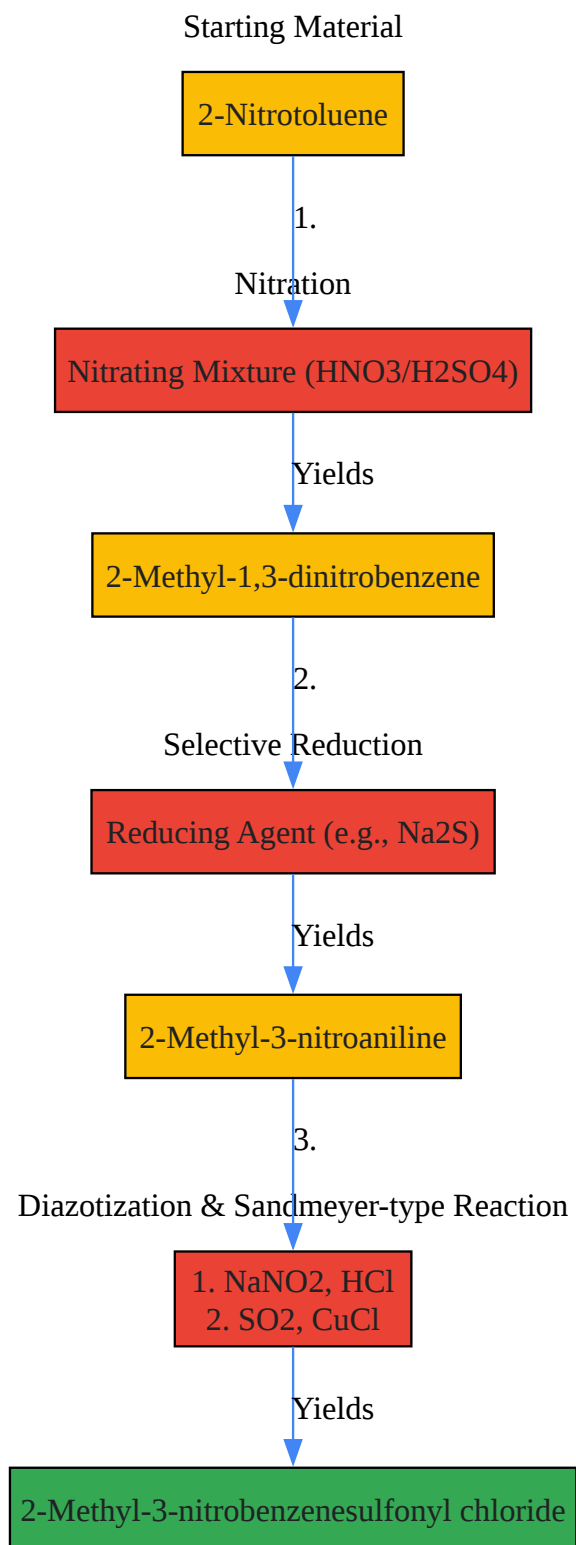 Starting Material
2-Nitrotoluene
1.
Nitration
Nitrating Mixture (HNO3/H2SO4)
Yields
2-Methyl-1,3-dinitrobenzene
2.
Selective Reduction
Reducing Agent (e.g., Na2S)
Yields
2-Methyl-3-nitroaniline
3.
Diazotization & Sandmeyer-type Reaction
1. NaNO2, HCl
2. SO2, CuCl
Yields
2-Methyl-3-nitrobenzenesulfonyl chloride